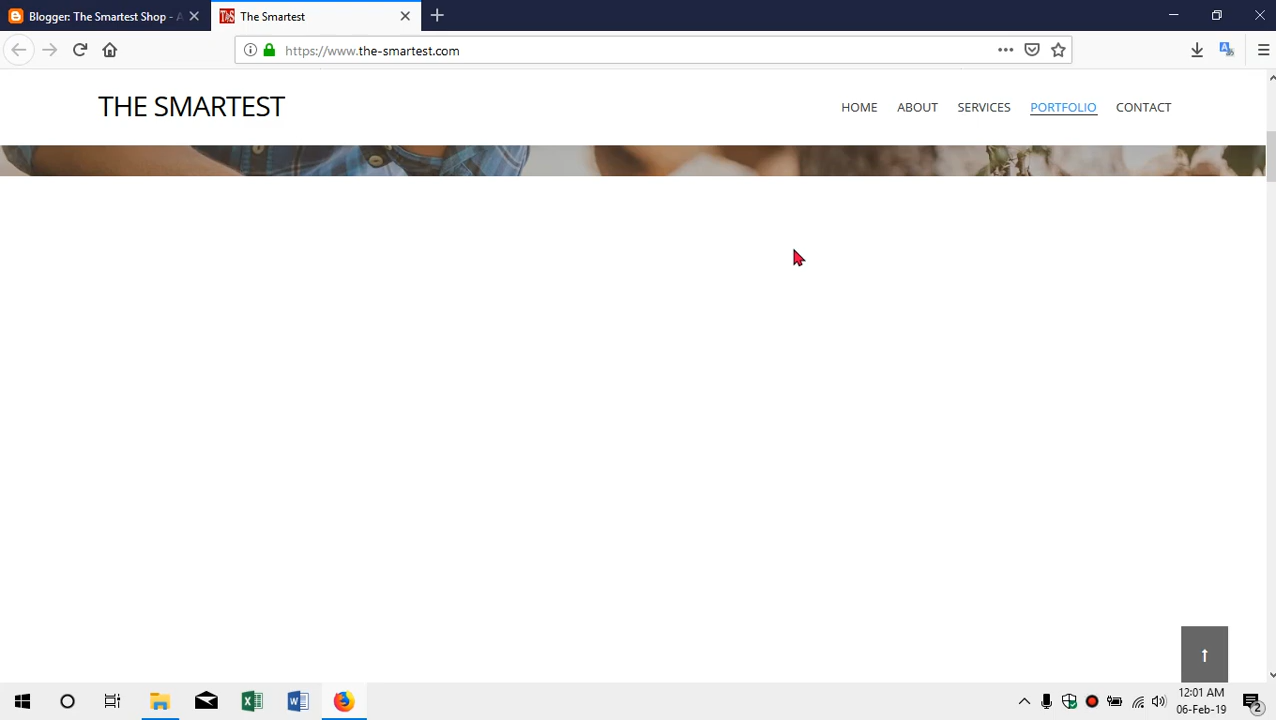 Blogger: The Smartest Shop - A
The Smartest
https://www.the-smartest.com
THE SMARTEST
HOME ABOUT SERVICES PORTFOLIO CONTACT
↑
12:01 AM
06-Feb-19
2